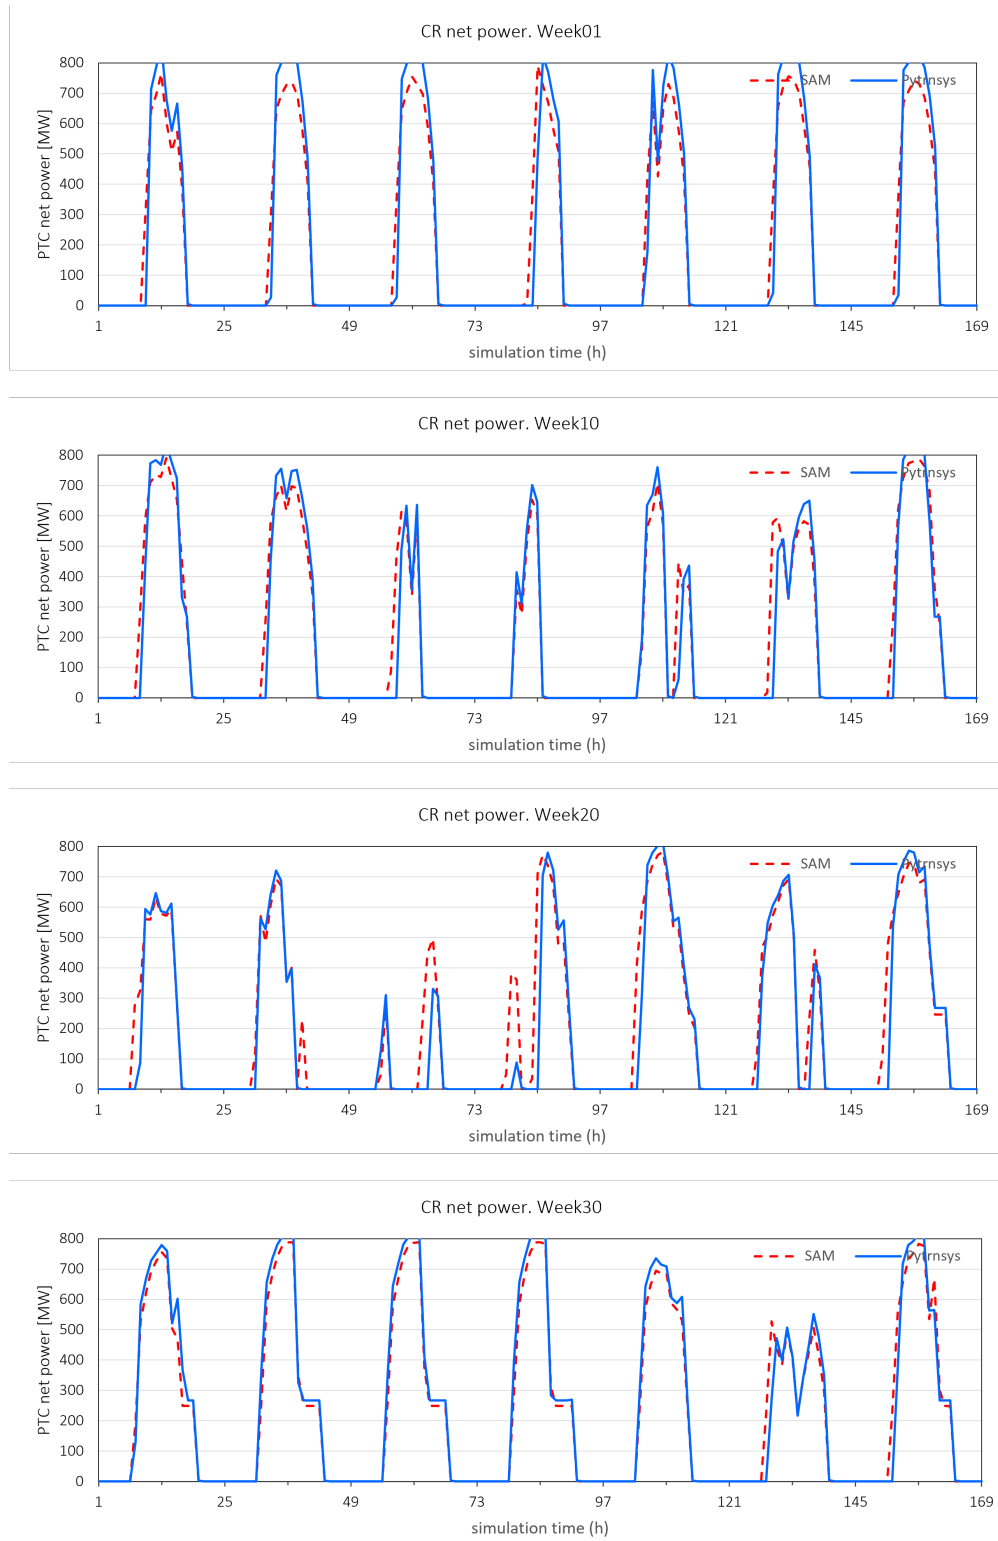 CR net power. Week01
SAM
Pytrnsys
PTC net power [MW]
800
700
600
500
400
300
200
100
0
1 25 49 73 97 121 145 169
simulation time (h)
CR net power. Week10
SAM
Pytrnsys
PTC net power [MW]
800
700
600
500
400
300
200
100
0
1 25 49 73 97 121 145 169
simulation time (h)
CR net power. Week20
SAM
Pytrnsys
PTC net power [MW]
800
700
600
500
400
300
200
100
0
1 25 49 73 97 121 145 169
simulation time (h)
CR net power. Week30
SAM
Pytrnsys
PTC net power [MW]
800
700
600
500
400
300
200
100
0
1 25 49 73 97 121 145 169
simulation time (h)